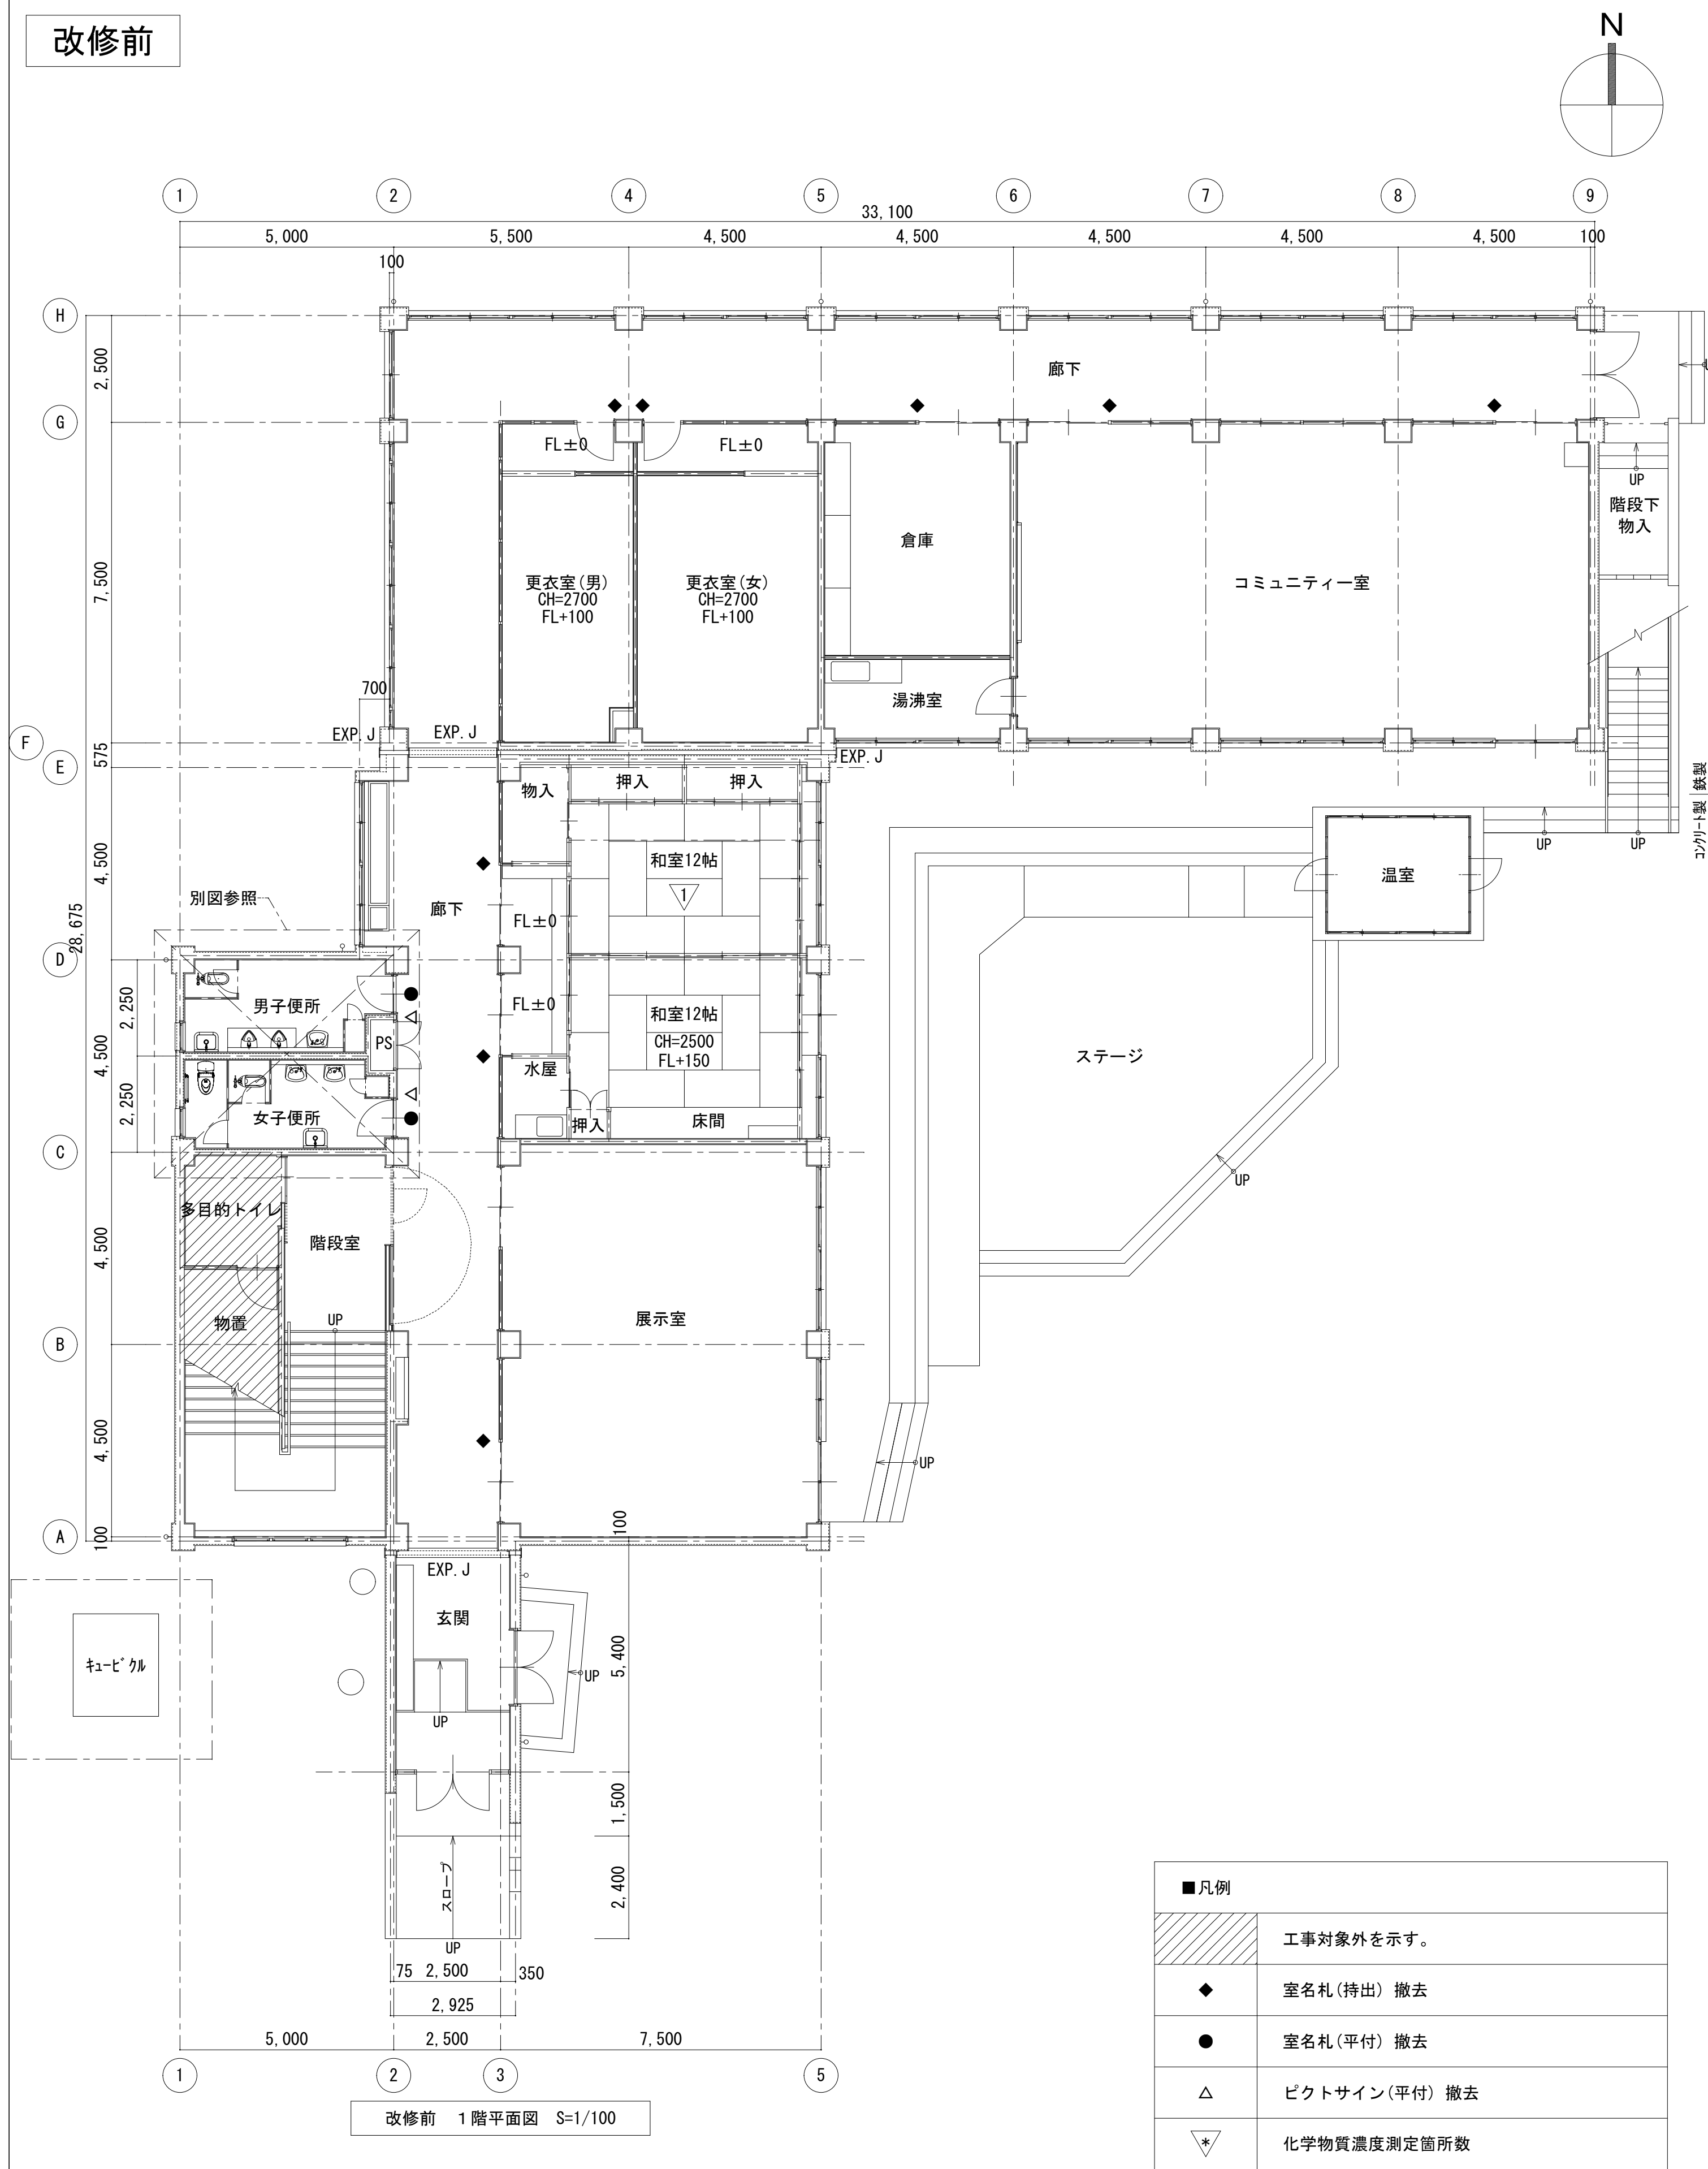 改修前
N
1 2 4 5 6 7 8 9
33,100
5,000 5,500 4,500 4,500 4,500 4,500 4,500 100
100
H
2,500
廊下
G
FL±0 FL±0
UP
階段下
物入
倉庫
7,500
更衣室(男)
CH=2700
FL+100
更衣室(女)
CH=2700
FL+100
コミュニティー室
700
湯沸室
EXP.J EXP.J
F
EXP.J
575
E
物入 押入 押入
コンクリート製 鉄製
UP UP
4,500
和室12帖
1
温室
別図参照
廊下
FL±0
28,675
D
男子便所
FL±0
和室12帖
CH=2500
FL+150
2,250
4,500
PS
ステージ
水屋
2,250
女子便所
押入
床間
C
UP
多目的トイレ
階段室
4,500
物置
UP
展示室
B
4,500
UP
100
A
100
EXP.J
玄関
キュービクル
5,400
UP
UP
1,500
スロープ
2,400
UP
75 2,500 350
2,925
5,000 2,500 7,500
1 2 3 5
改修前 1階平面図 S=1/100
■凡例
工事対象外を示す。
◆ 室名札(持出) 撤去
● 室名札(平付) 撤去
△ ピクトサイン(平付) 撤去
* 化学物質濃度測定箇所数